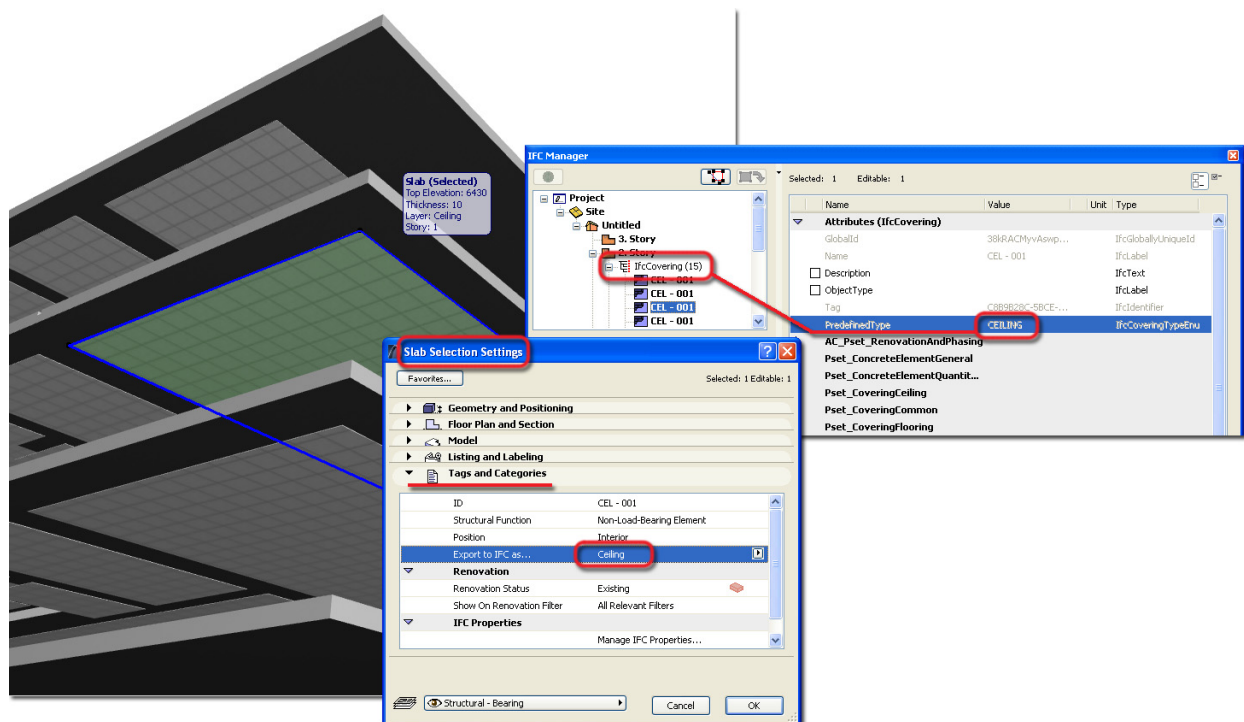 Slab (Selected)
Top Elevation: 6430
Thickness: 10
Layer: Ceiling
Story: 1
IFC Manager
Selected: 1 Editable: 1
Project
Site
Untitled
3. Story
2. Story
IfcCovering (15)
CEL - 001
CEL - 001
CEL - 001
CEL - 001
Name Value Unit Type
Attributes (IfcCovering)
GlobalId 38kRACMyvAswp... IfcGloballyUniqueId
Name CEL - 001 IfcLabel
Description IfcText
ObjectType IfcLabel
Tag C8B9B28C-5BCE-... IfcIdentifier
PredefinedType CEILING IfcCoveringTypeEnu
AC_Pset_RenovationAndPhasing
Pset_ConcreteElementGeneral
Pset_ConcreteElementQuantit...
Pset_CoveringCeiling
Pset_CoveringCommon
Pset_CoveringFlooring
Slab Selection Settings
Favorites... Selected: 1 Editable: 1
Geometry and Positioning
Floor Plan and Section
Model
Listing and Labeling
Tags and Categories
ID CEL - 001
Structural Function Non-Load-Bearing Element
Position Interior
Export to IFC as... Ceiling
Renovation
Renovation Status Existing
Show On Renovation Filter All Relevant Filters
IFC Properties
Manage IFC Properties...
Structural - Bearing Cancel OK